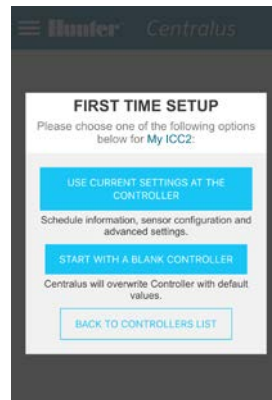 Hunter Centralus
FIRST TIME SETUP
Please choose one of the following options
below for My ICC2:
USE CURRENT SETTINGS AT THE
CONTROLLER
Schedule information, sensor configuration and
advanced settings.
START WITH A BLANK CONTROLLER
Centralus will overwrite Controller with default
values.
BACK TO CONTROLLERS LIST